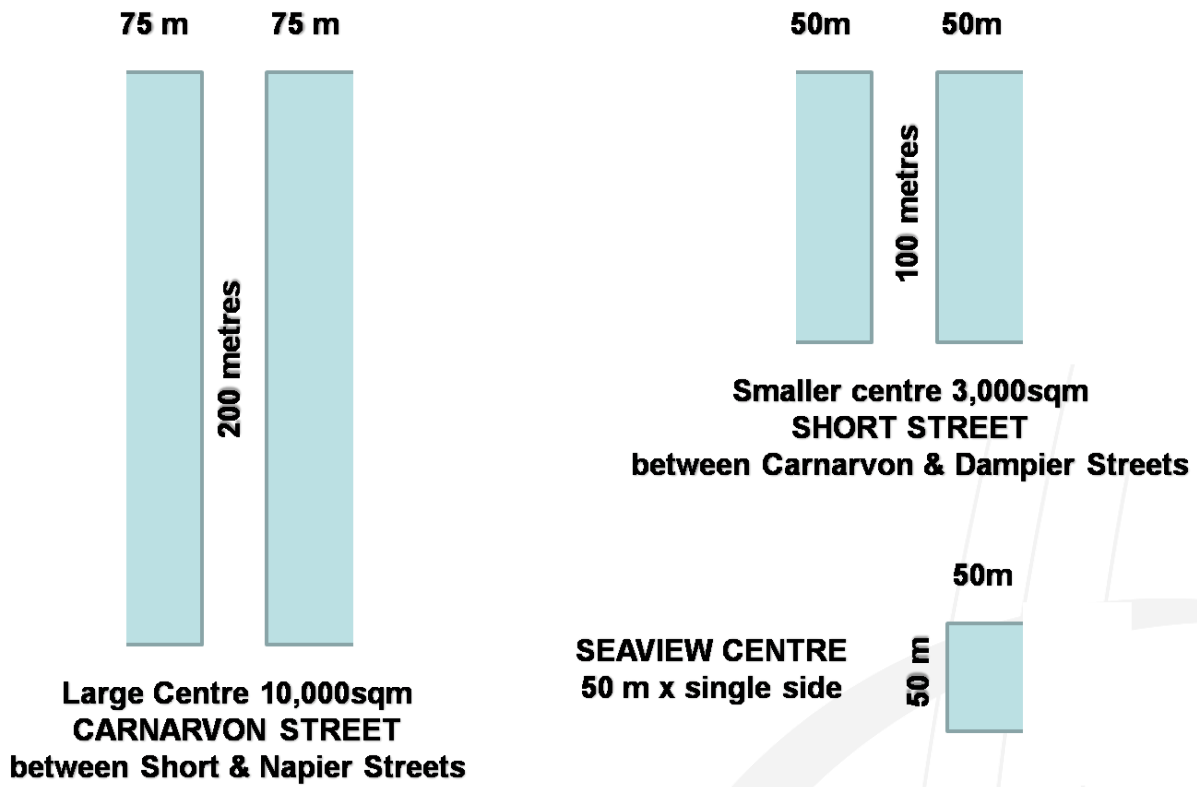 75 m 75 m
200 metres
Large Centre 10,000sqm
CARNARVON STREET
between Short & Napier Streets
50m 50m
100 metres
Smaller centre 3,000sqm
SHORT STREET
between Carnarvon & Dampier Streets
50m
50 m
SEAVIEW CENTRE
50 m x single side